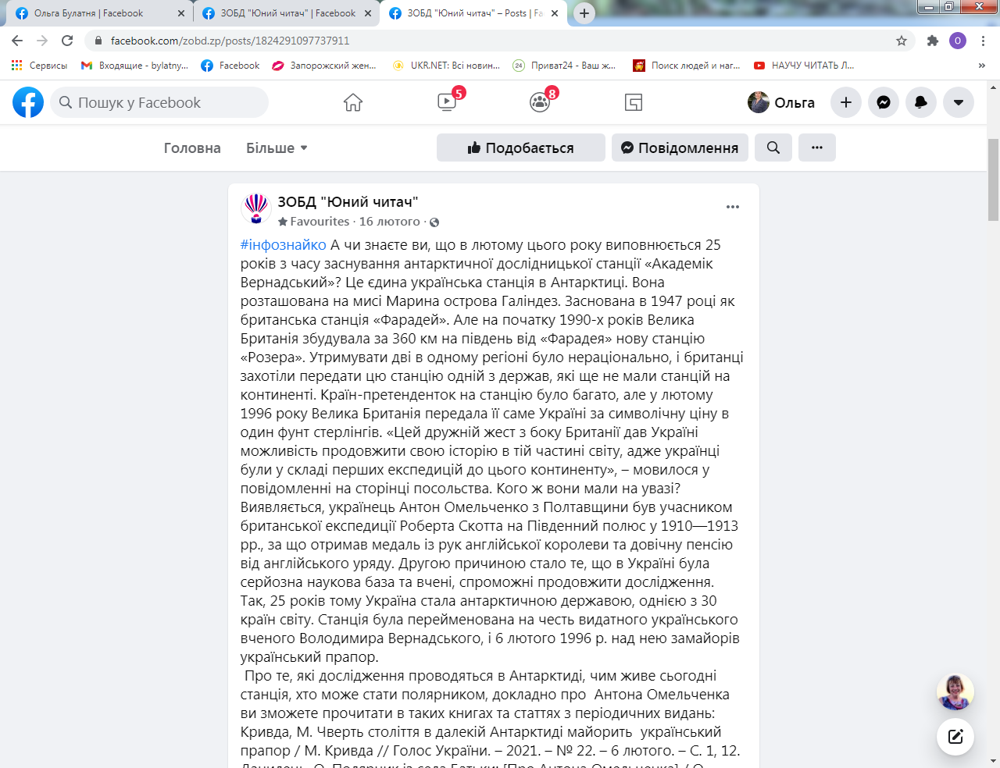 Ольга Булатня | Facebook
ЗОБД "Юний читач" | Facebook
ЗОБД "Юний читач" – Posts | Fa
facebook.com/zobd.zp/posts/1824291097737911
О
Сервисы
Входящие - bylatny...
Facebook
Запорожский жен...
UKR.NET: Всі новин...
24
Приват24 - Ваш ж...
Поиск людей и наг...
НАУЧУ ЧИТАТЬ Л...
»
Пошук у Facebook
5
8
Ольга
Головна
Більше
Подобається
Повідомлення
ЗОБД "Юний читач"
Favourites · 16 лютого ·
#інфознайко А чи знаєте ви, що в лютому цього року виповнюється 25
років з часу заснування антарктичної дослідницької станції «Академік
Вернадський»? Це єдина українська станція в Антарктиці. Вона
розташована на мисі Марина острова Галіндез. Заснована в 1947 році як
британська станція «Фарадей». Але на початку 1990-х років Велика
Британія збудувала за 360 км на південь від «Фарадея» нову станцію
«Розера». Утримувати дві в одному регіоні було нераціонально, і британці
захотіли передати цю станцію одній з держав, які ще не мали станцій на
континенті. Країн-претенденток на станцію було багато, але у лютому
1996 року Велика Британія передала її саме Україні за символічну ціну в
один фунт стерлінгів. «Цей дружній жест з боку Британії дав Україні
можливість продовжити свою історію в тій частині світу, адже українці
були у складі перших експедицій до цього континенту», – мовилося у
повідомленні на сторінці посольства. Кого ж вони мали на увазі?
Виявляється, українець Антон Омельченко з Полтавщини був учасником
британської експедиції Роберта Скотта на Південний полюс у 1910—1913
рр., за що отримав медаль із рук англійської королеви та довічну пенсію
від англійського уряду. Другою причиною стало те, що в Україні була
серйозна наукова база та вчені, спроможні продовжити дослідження.
Так, 25 років тому Україна стала антарктичною державою, однією з 30
країн світу. Станція була перейменована на честь видатного українського
вченого Володимира Вернадського, і 6 лютого 1996 р. над нею замайорів
український прапор.
Про те, які дослідження проводяться в Антарктиді, чим живе сьогодні
станція, хто може стати полярником, докладно про Антона Омельченка
ви зможете прочитати в таких книгах та статтях з періодичних видань:
Кривда, М. Чверть століття в далекій Антарктиді майорить український
прапор / М. Кривда // Голос України. – 2021. – № 22. – 6 лютого. – С. 1, 12.